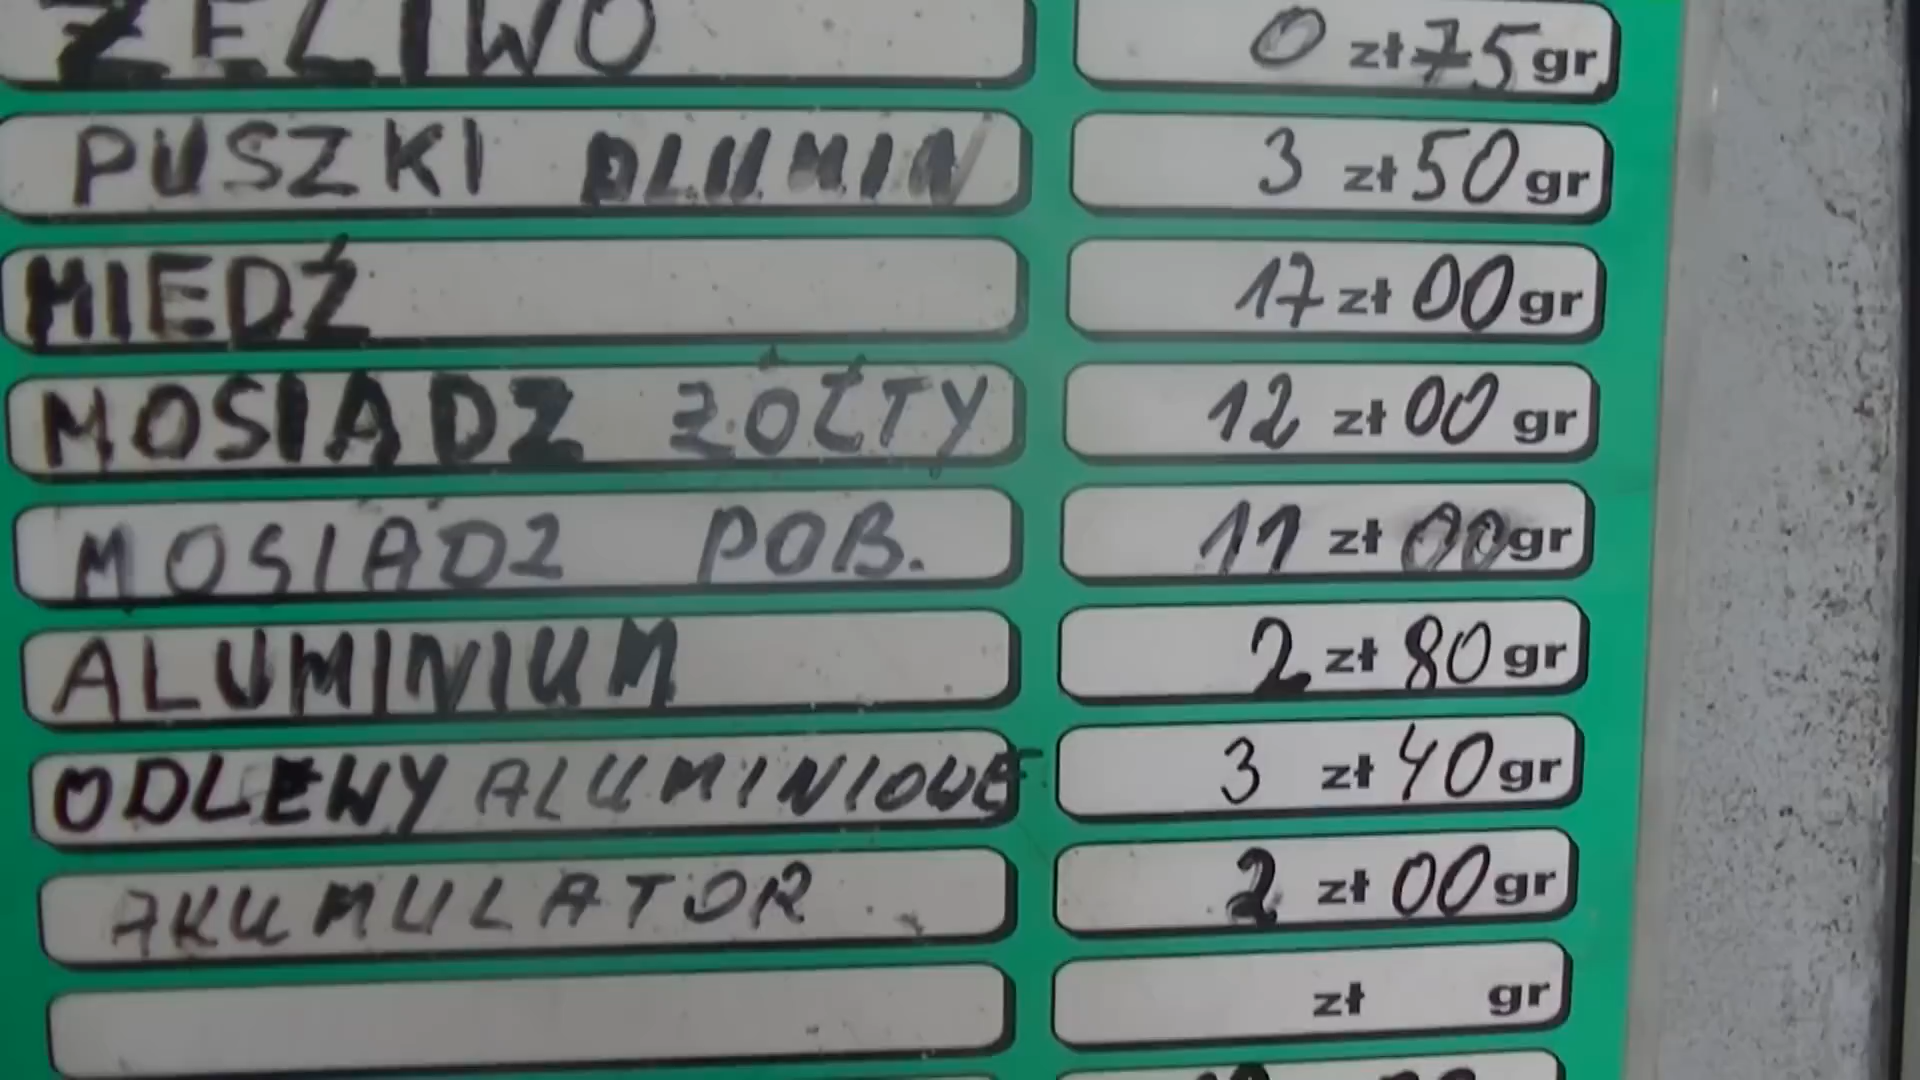 ŻELIWO 0 zł 75 gr
PUSZKI ALUMIN 3 zł 50 gr
MIEDŹ 17 zł 00 gr
MOSIĄDZ ŻÓŁTY 12 zł 00 gr
MOSIĄDZ POB. 11 zł 00 gr
ALUMINIUM 2 zł 80 gr
ODLEWY ALUMINIOWE 3 zł 40 gr
AKUMULATOR 2 zł 00 gr
zł gr